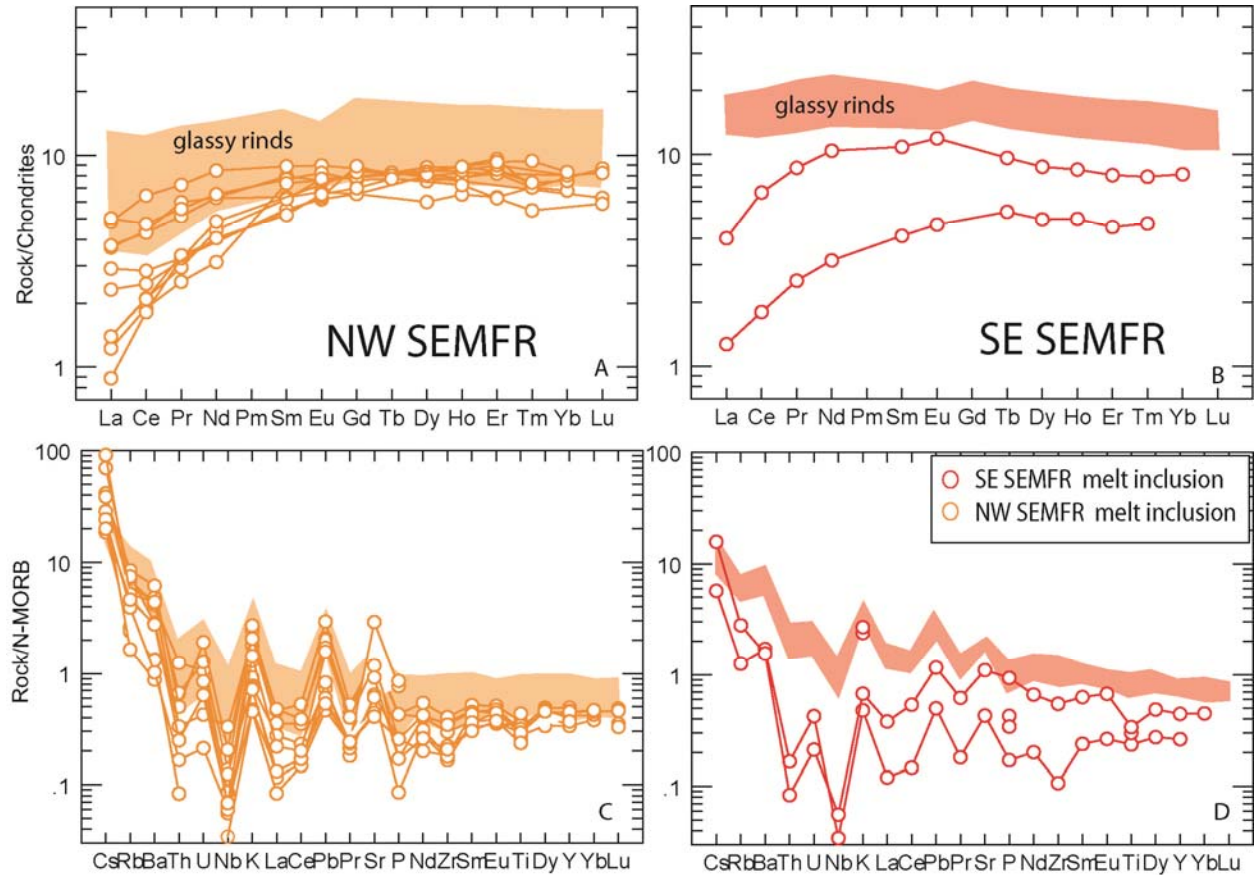 Rock/Chondrites
10
1
glassy rinds
NW SEMFR
A
La Ce Pr Nd Pm Sm Eu Gd Tb Dy Ho Er Tm Yb Lu
10
1
glassy rinds
SE SEMFR
B
La Ce Pr Nd Pm Sm Eu Gd Tb Dy Ho Er Tm Yb Lu
Rock/N-MORB
100
10
1
.1
C
CsRbBaTh U Nb K LaCePbPr Sr P NdZrSmEu Ti Dy Y YbLu
100
10
1
.1
SE SEMFR melt inclusion
NW SEMFR melt inclusion
D
CsRbBaTh U Nb K LaCePbPr Sr P NdZrSmEu Ti Dy Y YbLu